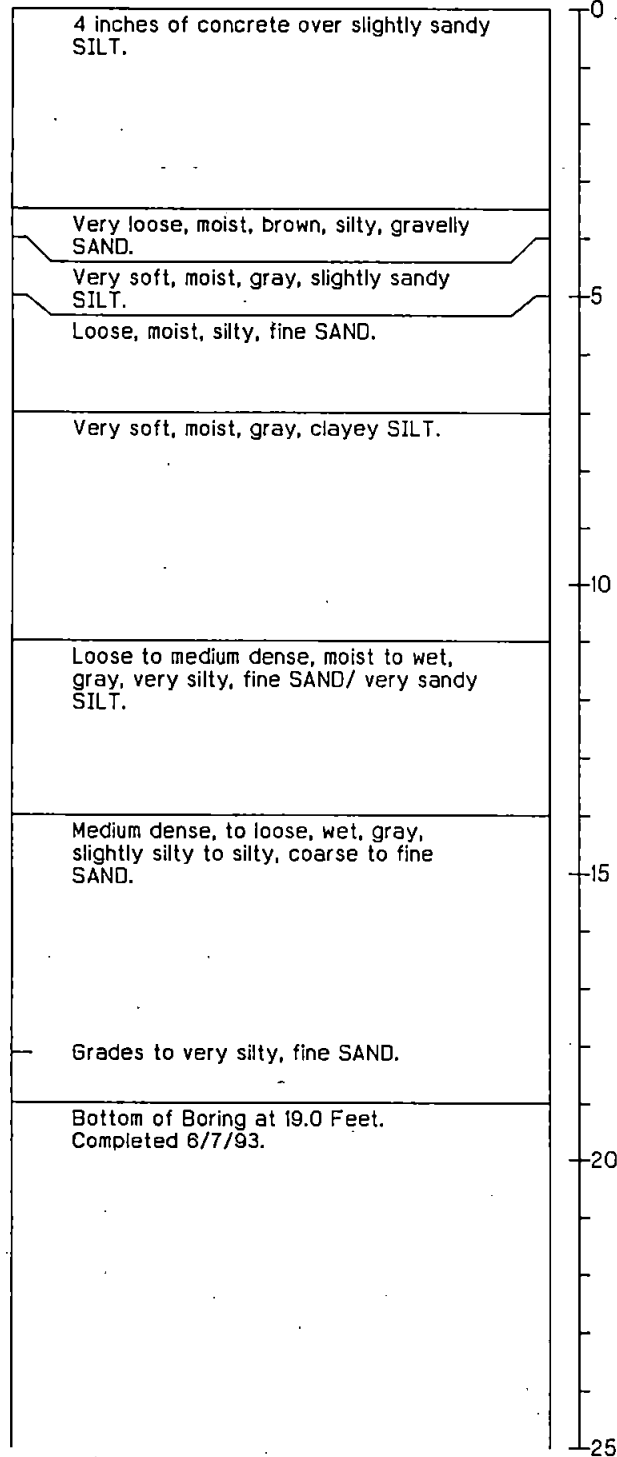 0
4 inches of concrete over slightly sandy
SILT.
Very loose, moist, brown, silty, gravelly
SAND.
Very soft, moist, gray, slightly sandy
SILT.
5
Loose, moist, silty, fine SAND.
Very soft, moist, gray, clayey SILT.
10
Loose to medium dense, moist to wet,
gray, very silty, fine SAND/ very sandy
SILT.
Medium dense, to loose, wet, gray,
slightly silty to silty, coarse to fine
SAND.
15
Grades to very silty, fine SAND.
Bottom of Boring at 19.0 Feet.
Completed 6/7/93.
20
25